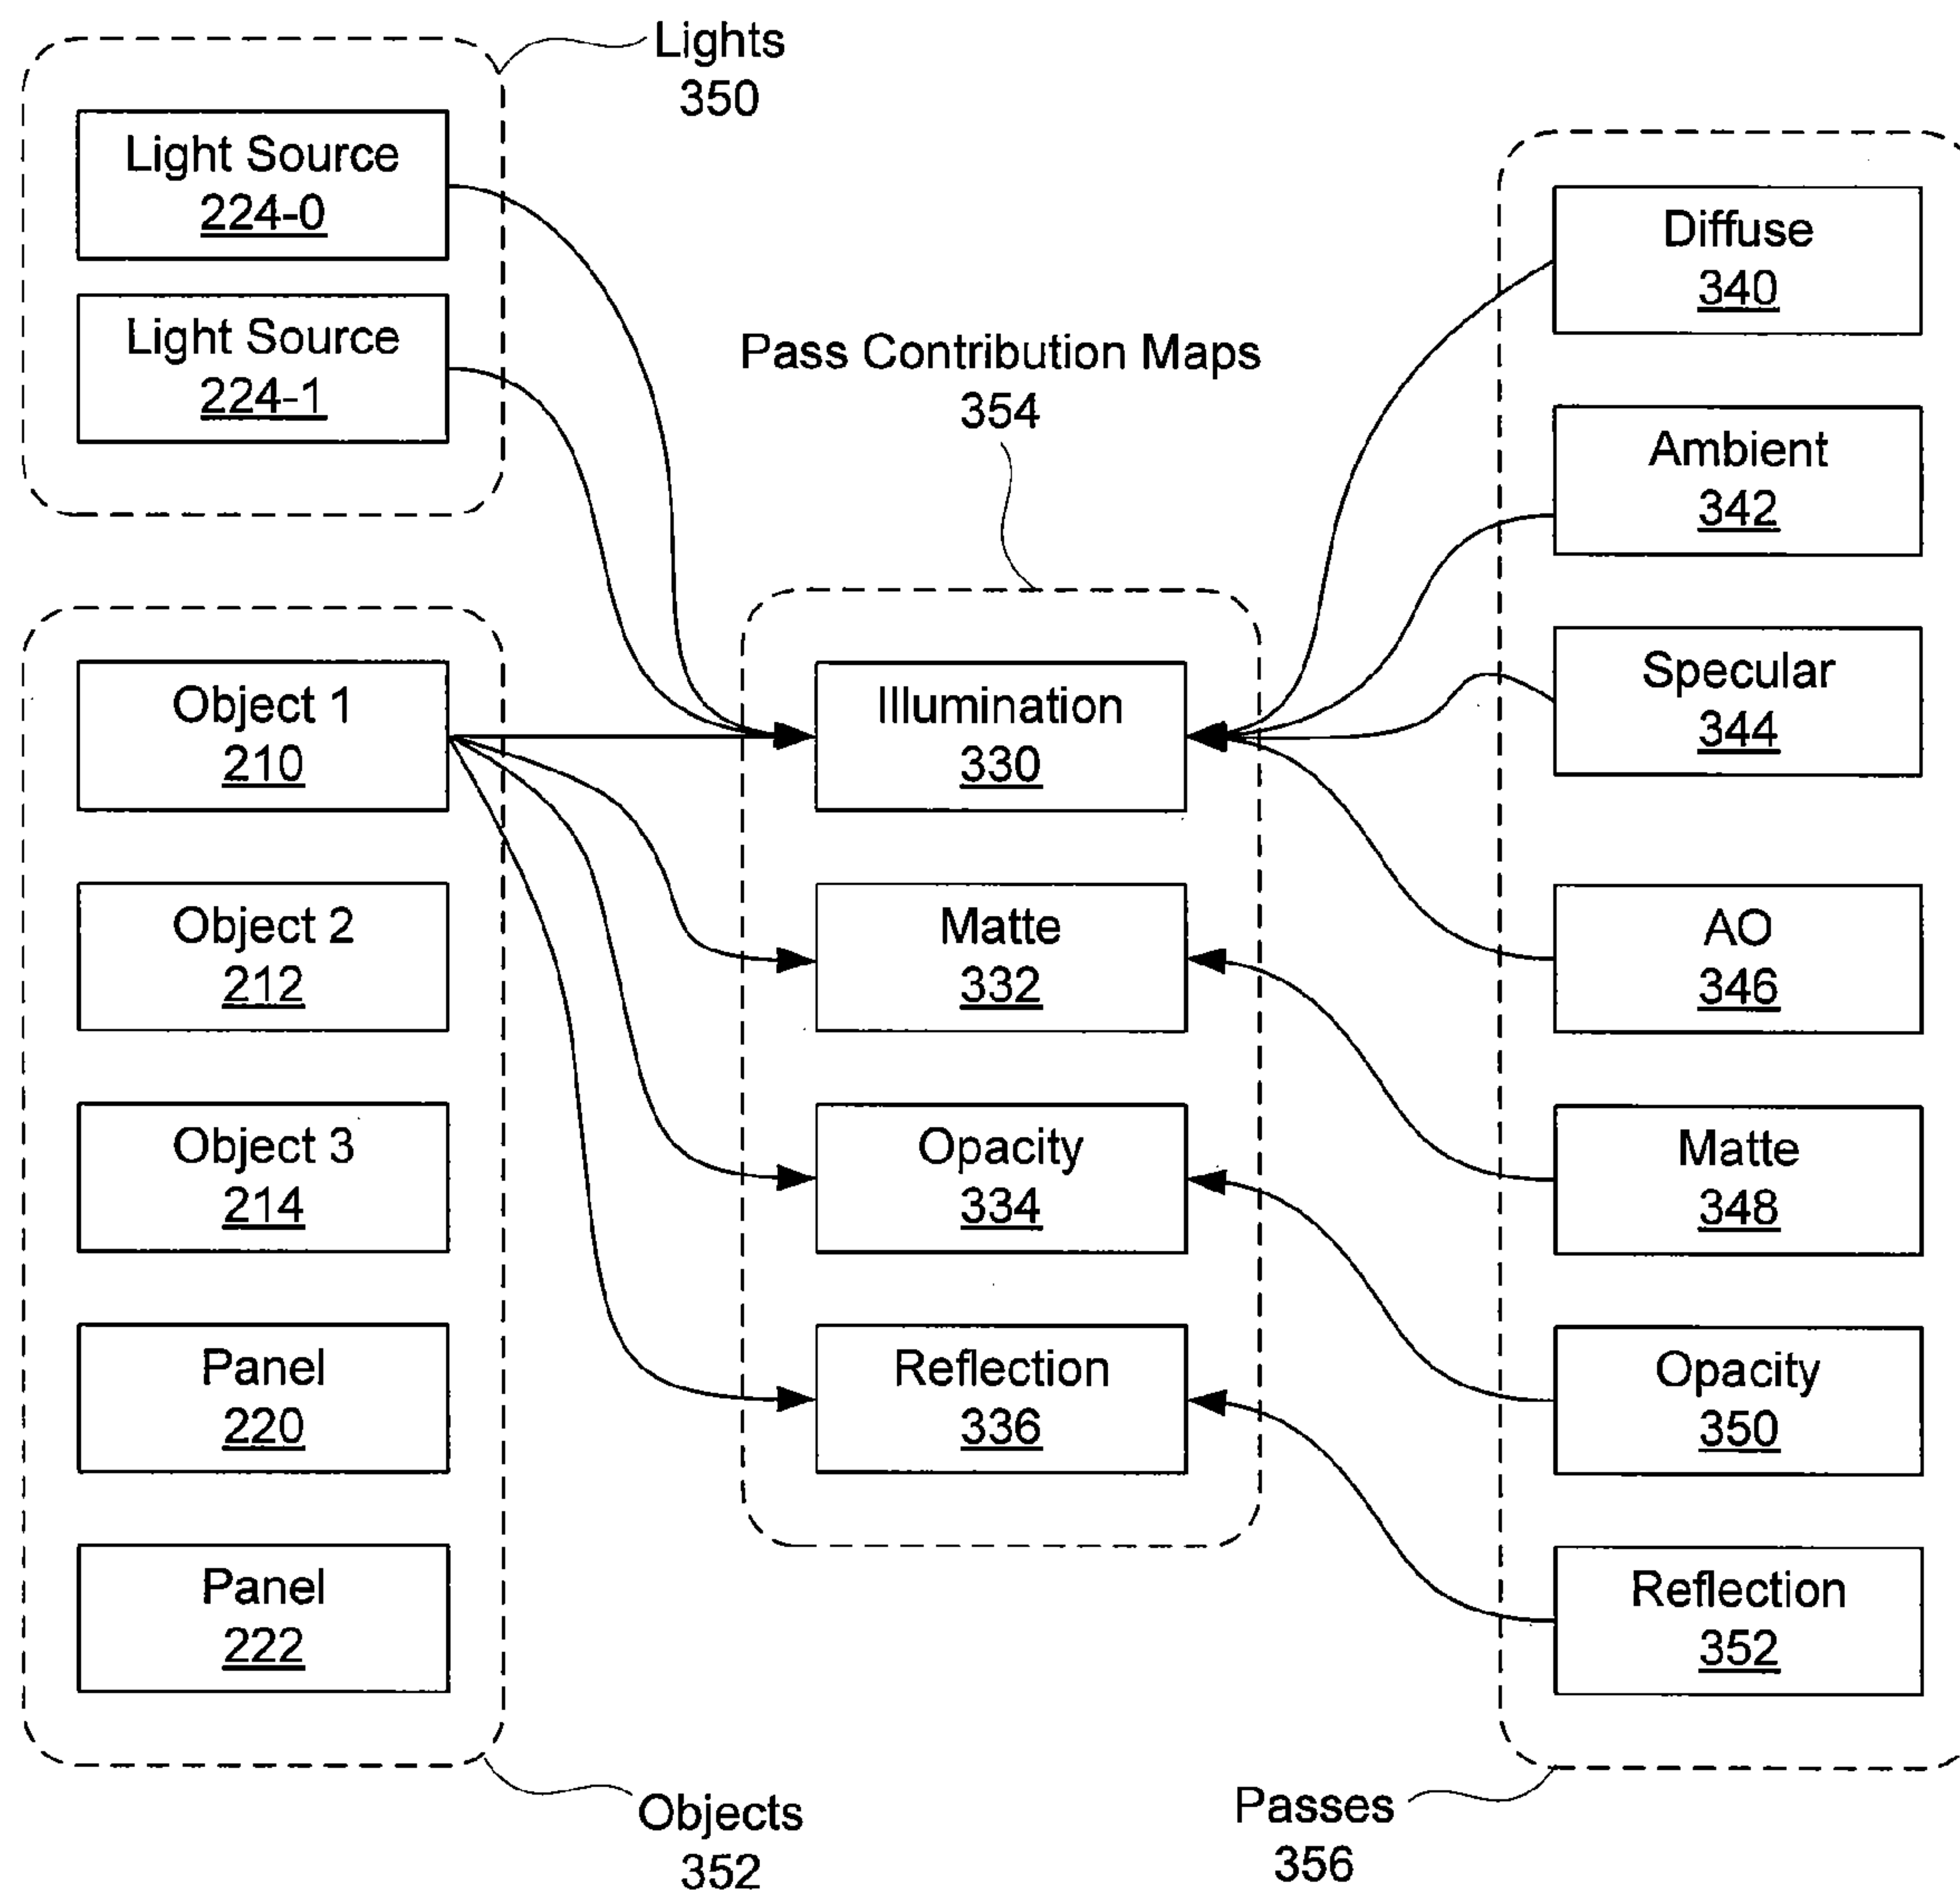 Lights
350
Light Source
224-0
Light Source
224-1
Pass Contribution Maps
354
Diffuse
340
Ambient
342
Specular
344
AO
346
Matte
348
Opacity
350
Reflection
352
Object 1
210
Object 2
212
Object 3
214
Panel
220
Panel
222
Illumination
330
Matte
332
Opacity
334
Reflection
336
Objects
352
Passes
356